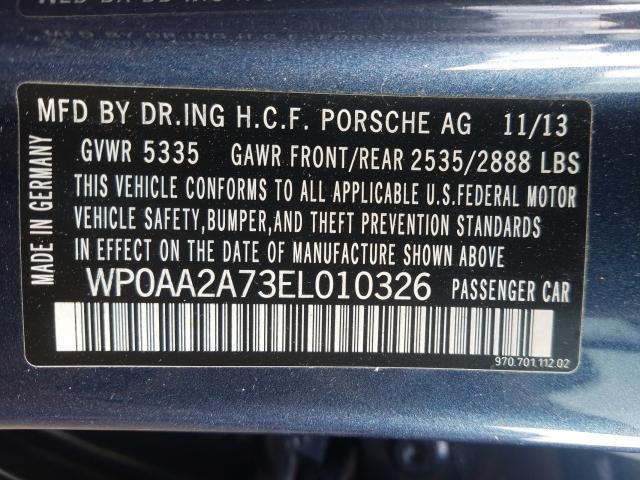 MFD BY DR.ING H.C.F. PORSCHE AG 11/13
GVWR 5335 GAWR FRONT/REAR 2535/2888 LBS
THIS VEHICLE CONFORMS TO ALL APPLICABLE U.S.FEDERAL MOTOR
VEHICLE SAFETY,BUMPER,AND THEFT PREVENTION STANDARDS
IN EFFECT ON THE DATE OF MANUFACTURE SHOWN ABOVE.
WP0AA2A73EL010326 PASSENGER CAR
970.701.112.02
MADE IN GERMANY